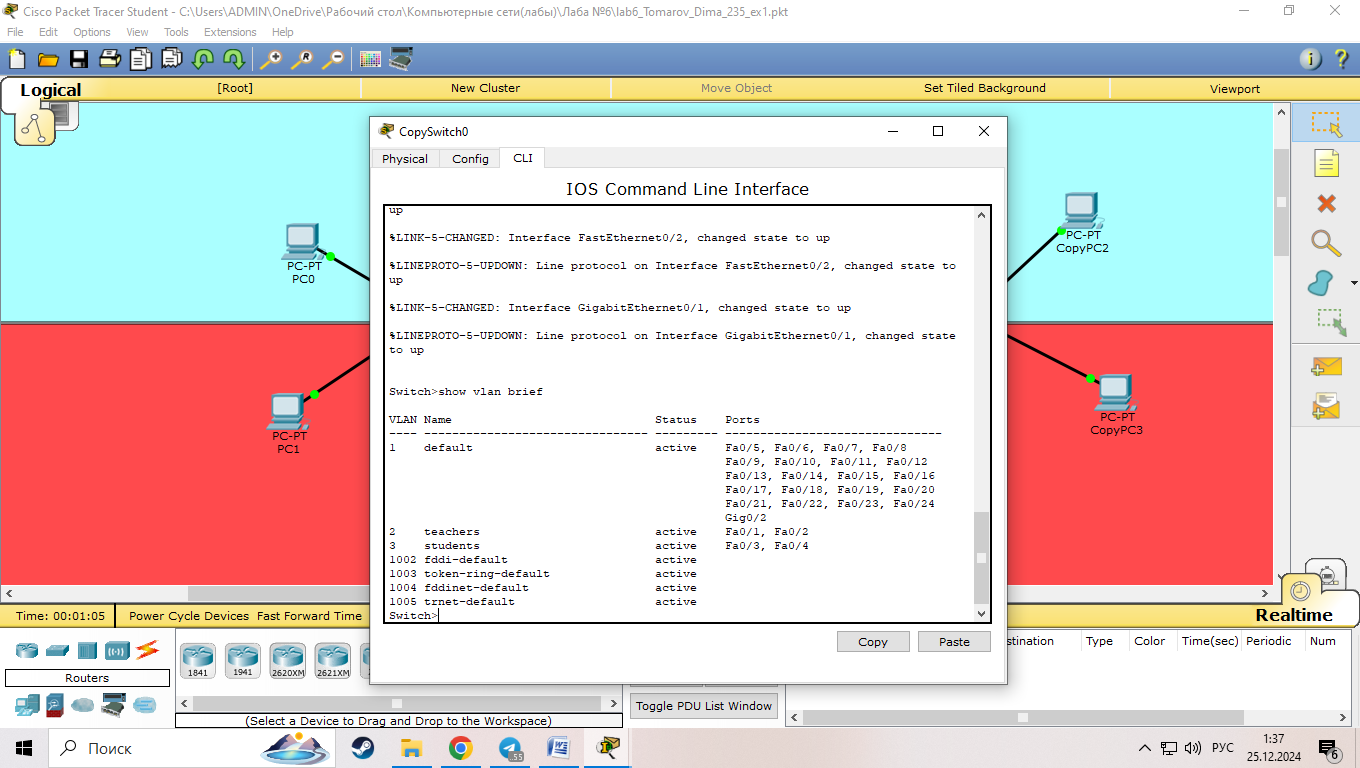 Cisco Packet Tracer Student - C:\Users\ADMIN\OneDrive\Рабочий стол\Компьютерные сети(лабы)\Лаба №6\lab6_Tomarov_Dima_235_ex1.pkt
File Edit Options View Tools Extensions Help
Logical [Root] New Cluster Move Object Set Tiled Background Viewport
PC-PT
PC0
PC-PT
PC1
CopySwitch0
Physical Config CLI
IOS Command Line Interface
up
%LINK-5-CHANGED: Interface FastEthernet0/2, changed state to up
%LINEPROTO-5-UPDOWN: Line protocol on Interface FastEthernet0/2, changed state to
up
%LINK-5-CHANGED: Interface GigabitEthernet0/1, changed state to up
%LINEPROTO-5-UPDOWN: Line protocol on Interface GigabitEthernet0/1, changed state
to up
Switch>show vlan brief
VLAN Name Status Ports
---- -------------------------------- --------- -------------------------------
1 default active Fa0/5, Fa0/6, Fa0/7, Fa0/8
Fa0/9, Fa0/10, Fa0/11, Fa0/12
Fa0/13, Fa0/14, Fa0/15, Fa0/16
Fa0/17, Fa0/18, Fa0/19, Fa0/20
Fa0/21, Fa0/22, Fa0/23, Fa0/24
Gig0/2
2 teachers active Fa0/1, Fa0/2
3 students active Fa0/3, Fa0/4
1002 fddi-default active
1003 token-ring-default active
1004 fddinet-default active
1005 trnet-default active
Switch>
Copy Paste
PC-PT
CopyPC2
PC-PT
CopyPC3
Time: 00:01:05 Power Cycle Devices Fast Forward Time
Realtime
Routers
1841 1941 2620XM 2621XM
(Select a Device to Drag and Drop to the Workspace)
Toggle PDU List Window
stination Type Color Time(sec) Periodic Num
Поиск
55
РУС
1:37
25.12.2024
6